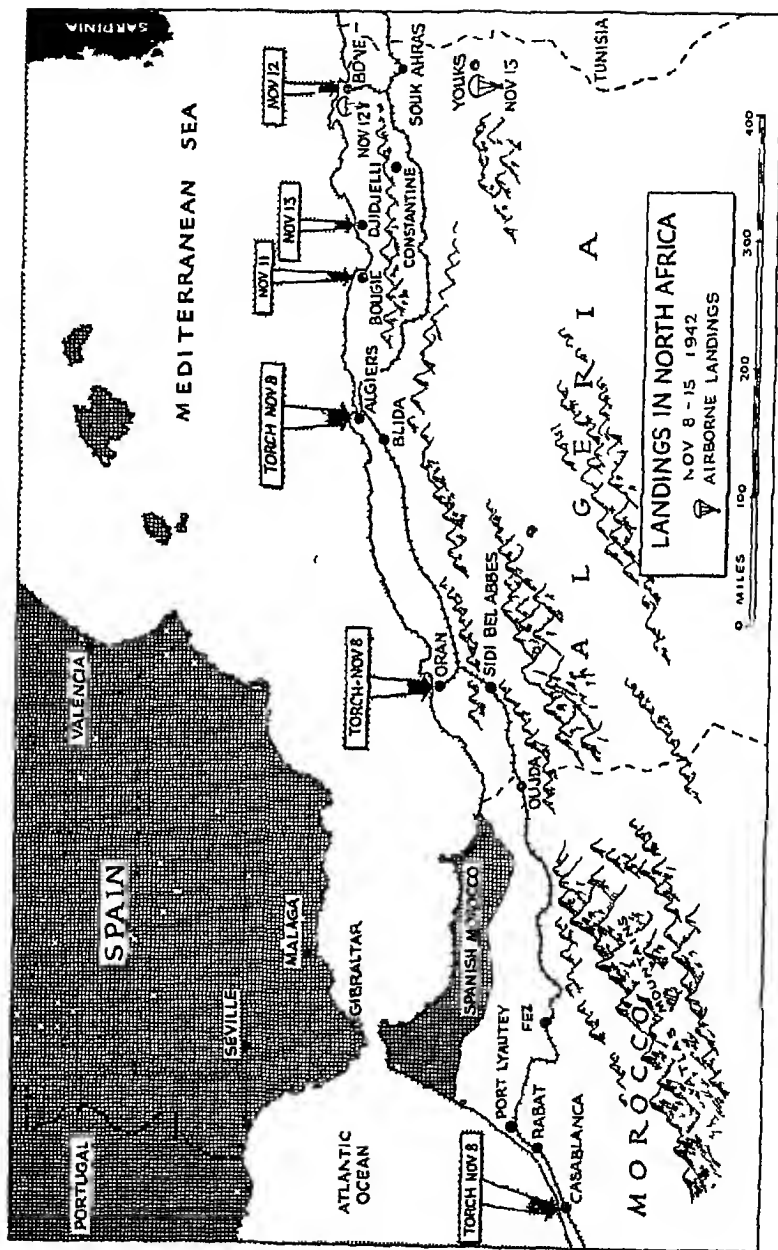 SARDINIA
MEDITERRANEAN SEA
SPAIN
PORTUGAL
VALENCIA
SEVILLE
MALAGA
GIBRALTAR
ATLANTIC
OCEAN
SPANISH MOROCCO
TORCH NOV 8
CASABLANCA
RABAT
PORT LYAUTEY
FEZ
OUJDA
TORCH-NOV 8
ORAN
SIDI BEL ABBES
TORCH NOV 8
ALGIERS
BLIDA
NOV 11
BOUGIE
NOV 13
DJIDJELLI
CONSTANTINE
NOV 12
BONE
NOV 12
SOUK AHRAS
YOUKS
NOV 15
TUNISIA
ALGERIA
MOROCCO
ATLAS
MOUNTAINS
LANDINGS IN NORTH AFRICA
NOV 8-15 1942
AIRBORNE LANDINGS
0 MILES 100 200 300 400